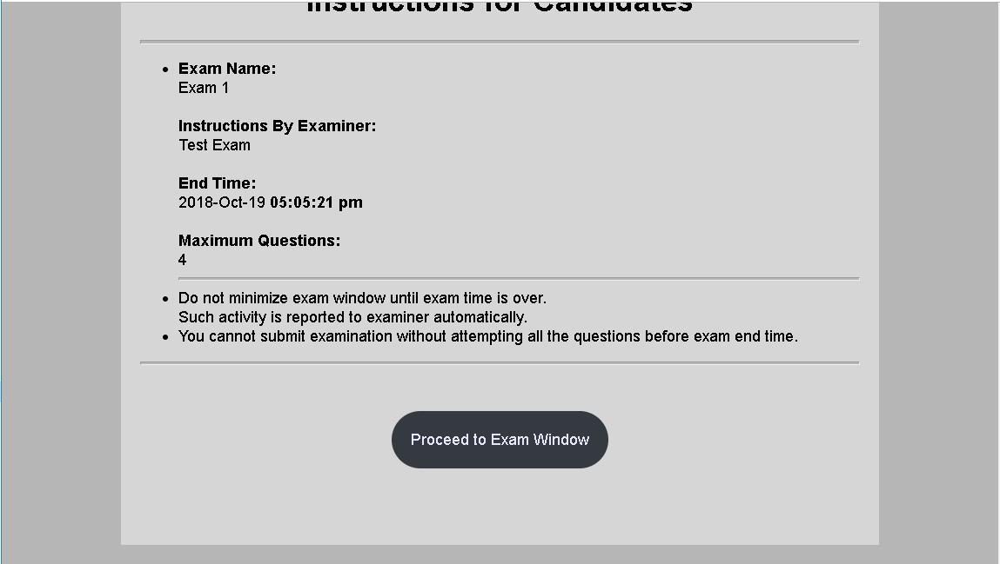 Instructions for Candidates
Exam Name:
Exam 1
Instructions By Examiner:
Test Exam
End Time:
2018-Oct-19 05:05:21 pm
Maximum Questions:
4
Do not minimize exam window until exam time is over.
Such activity is reported to examiner automatically.
You cannot submit examination without attempting all the questions before exam end time.
Proceed to Exam Window